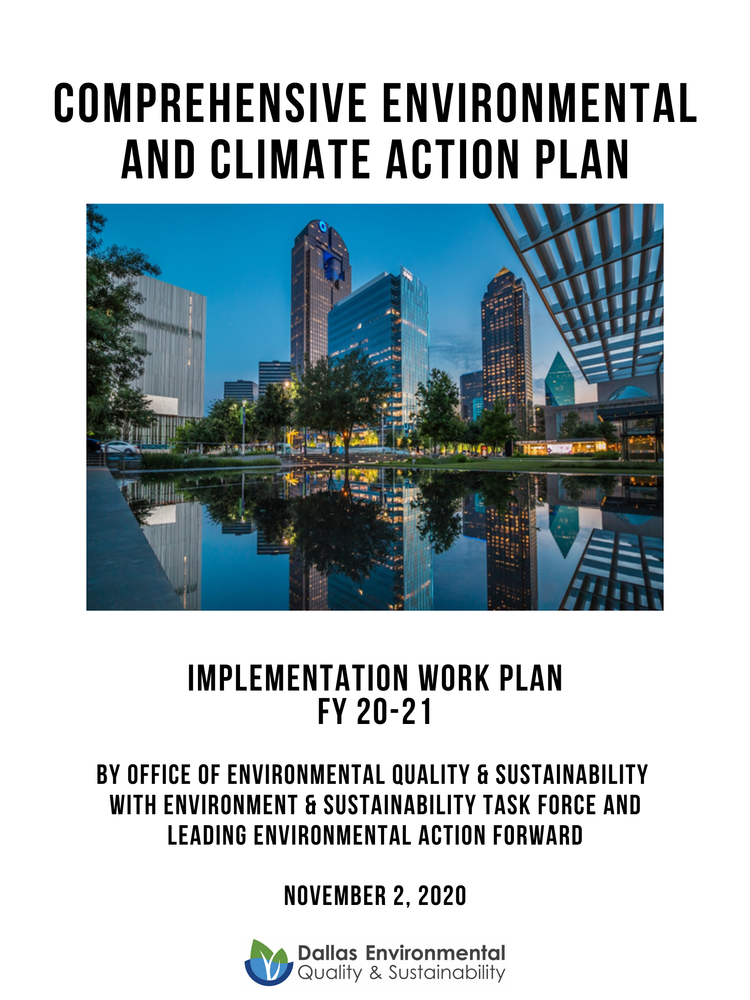 COMPREHENSIVE ENVIRONMENTAL
AND CLIMATE ACTION PLAN
IMPLEMENTATION WORK PLAN
FY 20-21
BY OFFICE OF ENVIRONMENTAL QUALITY & SUSTAINABILITY
WITH ENVIRONMENT & SUSTAINABILITY TASK FORCE AND
LEADING ENVIRONMENTAL ACTION FORWARD
NOVEMBER 2, 2020
Dallas Environmental
Quality & Sustainability